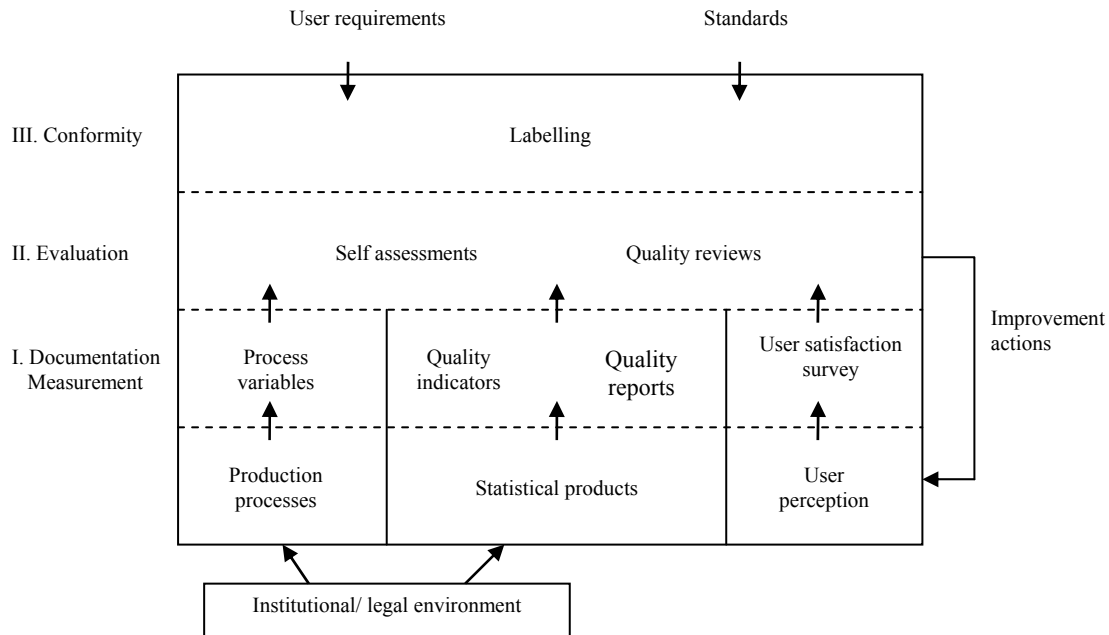 User requirements
Standards
III. Conformity
Labelling
II. Evaluation
Self assessments
Quality reviews
Improvement
actions
I. Documentation
Measurement
Process
variables
Quality
indicators
Quality
reports
User satisfaction
survey
Production
processes
Statistical products
User
perception
Institutional/ legal environment